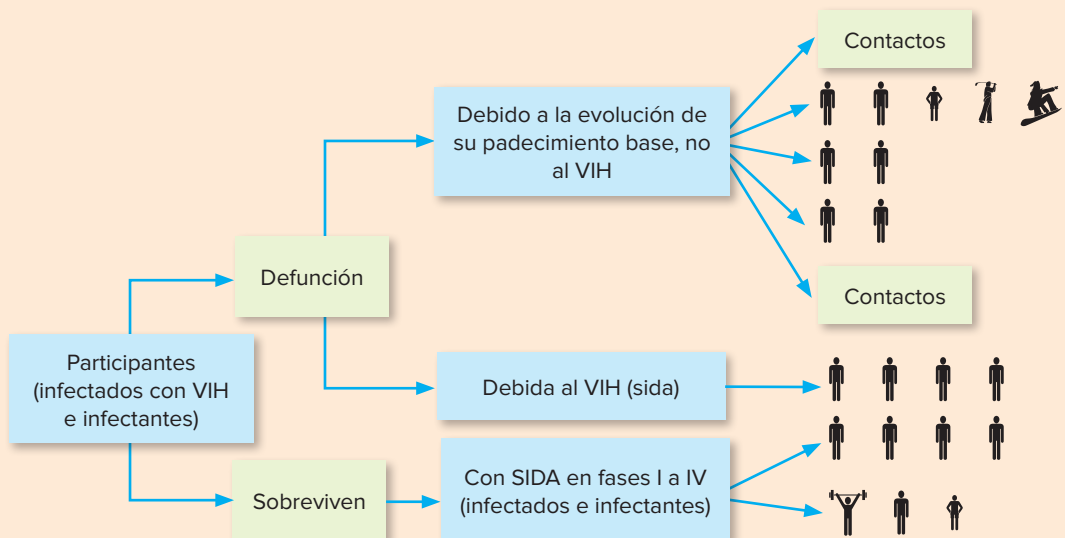 Contactos
Debido a la evolución de
su padecimiento base, no
al VIH
Defunción
Contactos
Participantes
(infectados con VIH
e infectantes)
Debida al VIH (sida)
Sobreviven
Con SIDA en fases I a IV
(infectados e infectantes)